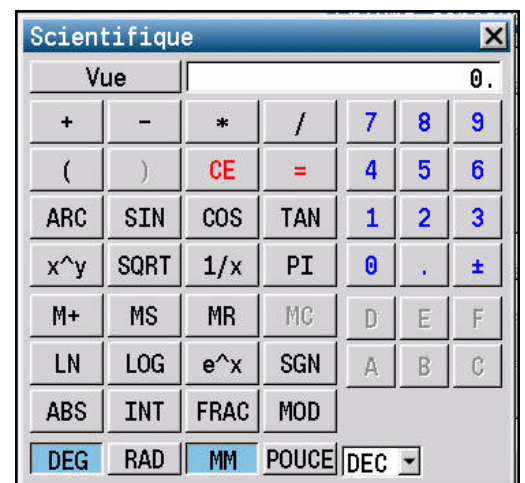 Scientifique
Vue 0.
+ - * / 7 8 9
( ) CE = 4 5 6
ARC SIN COS TAN 1 2 3
x^y SQRT 1/x PI 0 . ±
M+ MS MR MC D E F
LN LOG e^x SGN A B C
ABS INT FRAC MOD
DEG RAD MM POUCE DEC